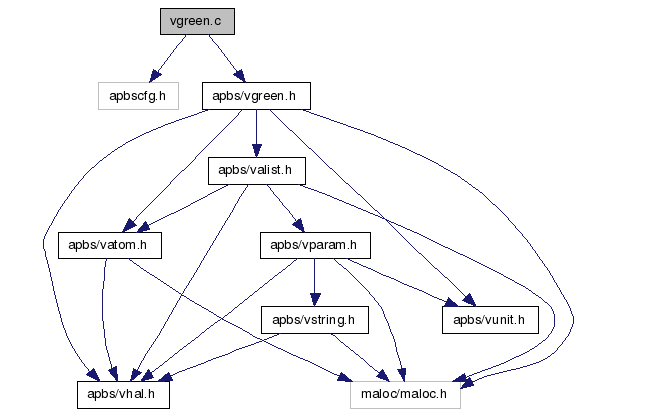 vgreen.c
apbscfg.h
apbs/vgreen.h
apbs/valist.h
apbs/vatom.h
apbs/vparam.h
apbs/vstring.h
apbs/vunit.h
apbs/vhal.h
maloc/maloc.h